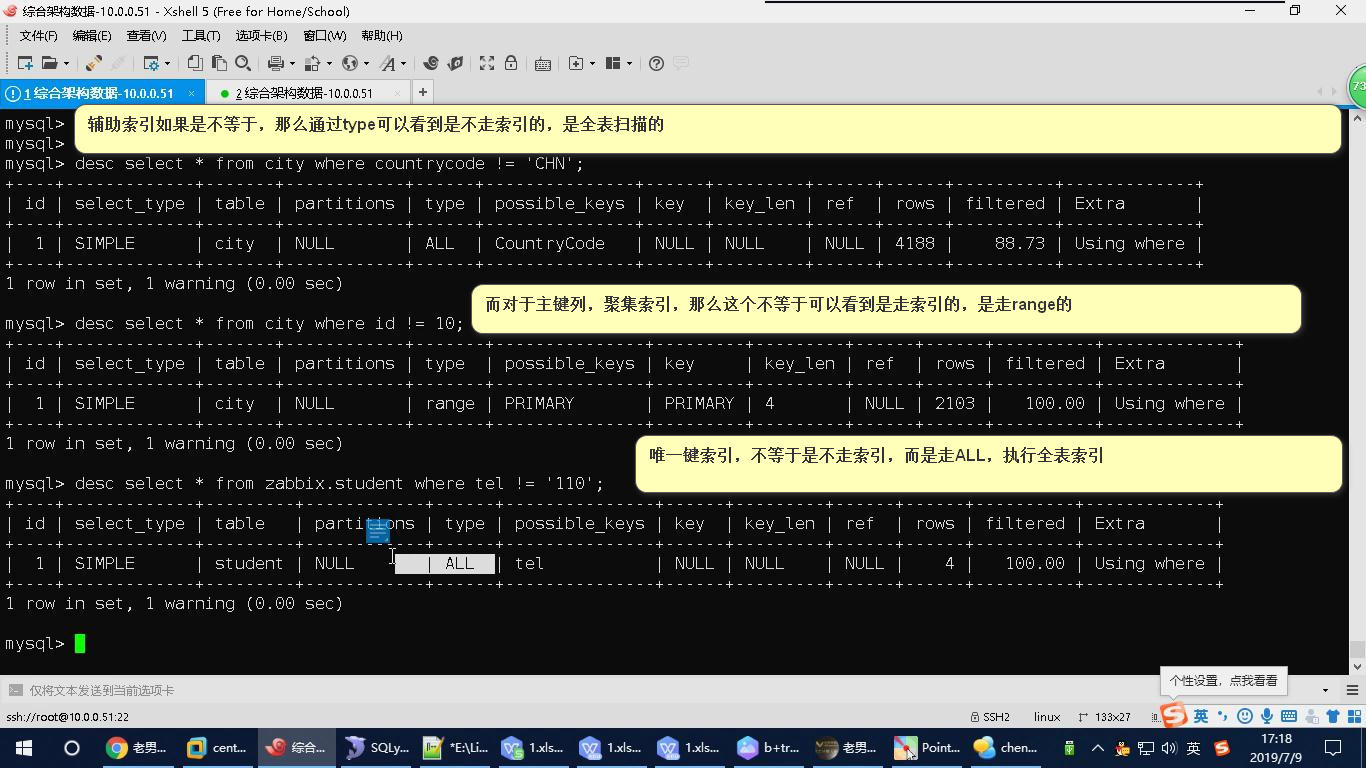 综合架构数据-10.0.0.51 - Xshell 5 (Free for Home/School)
文件(F) 编辑(E) 查看(V) 工具(T) 选项卡(B) 窗口(W) 帮助(H)
1 综合架构数据-10.0.0.51 × 2 综合架构数据-10.0.0.51 × +
73
mysql>
辅助索引如果是不等于，那么通过type可以看到是不走索引的，是全表扫描的
mysql>
mysql> desc select * from city where countrycode != 'CHN';
+----+-------------+-------+------------+------+---------------+------+---------+------+------+----------+-------------+
| id | select_type | table | partitions | type | possible_keys | key | key_len | ref | rows | filtered | Extra |
+----+-------------+-------+------------+------+---------------+------+---------+------+------+----------+-------------+
| 1 | SIMPLE | city | NULL | ALL | CountryCode | NULL | NULL | NULL | 4188 | 88.73 | Using where |
+----+-------------+-------+------------+------+---------------+------+---------+------+------+----------+-------------+
1 row in set, 1 warning (0.00 sec)
而对于主键列，聚集索引，那么这个不等于可以看到是走索引的，是走range的
mysql> desc select * from city where id != 10;
+----+-------------+-------+------------+-------+---------------+---------+---------+------+------+----------+-------------+
| id | select_type | table | partitions | type | possible_keys | key | key_len | ref | rows | filtered | Extra |
+----+-------------+-------+------------+-------+---------------+---------+---------+------+------+----------+-------------+
| 1 | SIMPLE | city | NULL | range | PRIMARY | PRIMARY | 4 | NULL | 2103 | 100.00 | Using where |
+----+-------------+-------+------------+-------+---------------+---------+---------+------+------+----------+-------------+
1 row in set, 1 warning (0.00 sec)
唯一键索引，不等于是不走索引，而是走ALL，执行全表索引
mysql> desc select * from zabbix.student where tel != '110';
+----+-------------+---------+------------+------+---------------+------+---------+------+------+----------+-------------+
| id | select_type | table | partitions | type | possible_keys | key | key_len | ref | rows | filtered | Extra |
+----+-------------+---------+------------+------+---------------+------+---------+------+------+----------+-------------+
| 1 | SIMPLE | student | NULL | ALL | tel | NULL | NULL | NULL | 4 | 100.00 | Using where |
+----+-------------+---------+------------+------+---------------+------+---------+------+------+----------+-------------+
1 row in set, 1 warning (0.00 sec)
mysql>
个性设置，点我看看
仅将文本发送到当前选项卡
ssh://root@10.0.0.51:22 SSH2 linux 133x27 英
老男... cent... 综合... SQLy... *E:\Li... 1.xls... 1.xls... 1.xls... b+tr... 老男... Point... chen... 英 17:18
2019/7/9